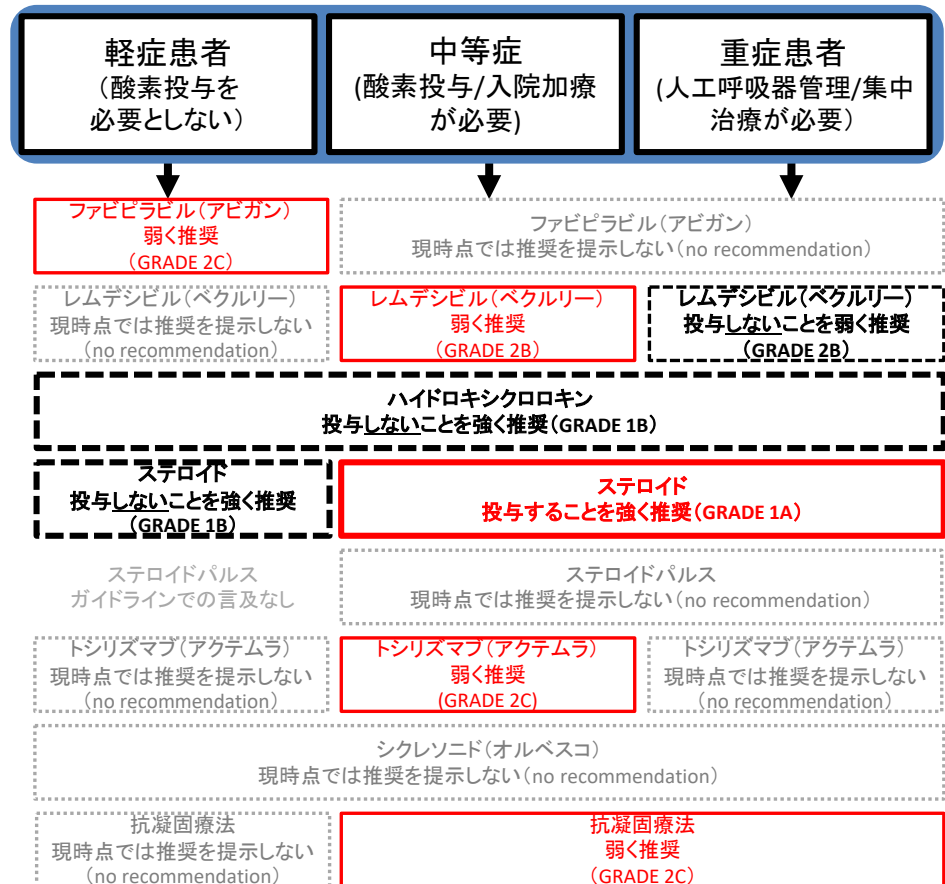 軽症患者
（酸素投与を
必要としない）
中等症
(酸素投与/入院加療
が必要)
重症患者
(人工呼吸器管理/集中
治療が必要）
ファビピラビル（アビガン）
弱く推奨
（GRADE 2C）
ファビピラビル（アビガン）
現時点では推奨を提示しない（no recommendation）
レムデシビル（ベクルリー）
現時点では推奨を提示しない
（no recommendation）
レムデシビル（ベクルリー）
弱く推奨
（GRADE 2B）
レムデシビル（ベクルリー）
投与しないことを弱く推奨
（GRADE 2B）
ハイドロキシクロロキン
投与しないことを強く推奨（GRADE 1B）
ステロイド
投与しないことを強く推奨
（GRADE 1B）
ステロイド
投与することを強く推奨（GRADE 1A）
ステロイドパルス
ガイドラインでの言及なし
ステロイドパルス
現時点では推奨を提示しない（no recommendation）
トシリズマブ（アクテムラ）
現時点では推奨を提示しない
（no recommendation）
トシリズマブ（アクテムラ）
弱く推奨
(GRADE 2C)
トシリズマブ（アクテムラ）
現時点では推奨を提示しない
（no recommendation）
シクレソニド（オルベスコ）
現時点では推奨を提示しない（no recommendation）
抗凝固療法
現時点では推奨を提示しない
（no recommendation）
抗凝固療法
弱く推奨
（GRADE 2C）